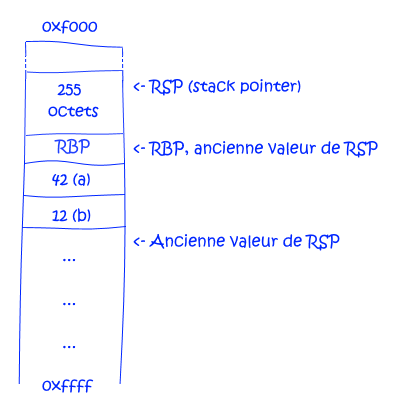 0xf000
255 <- RSP (stack pointer)
octets
RBP <- RBP, ancienne valeur de RSP
42 (a)
12 (b)
<- Ancienne valeur de RSP
...
...
...
0xffff